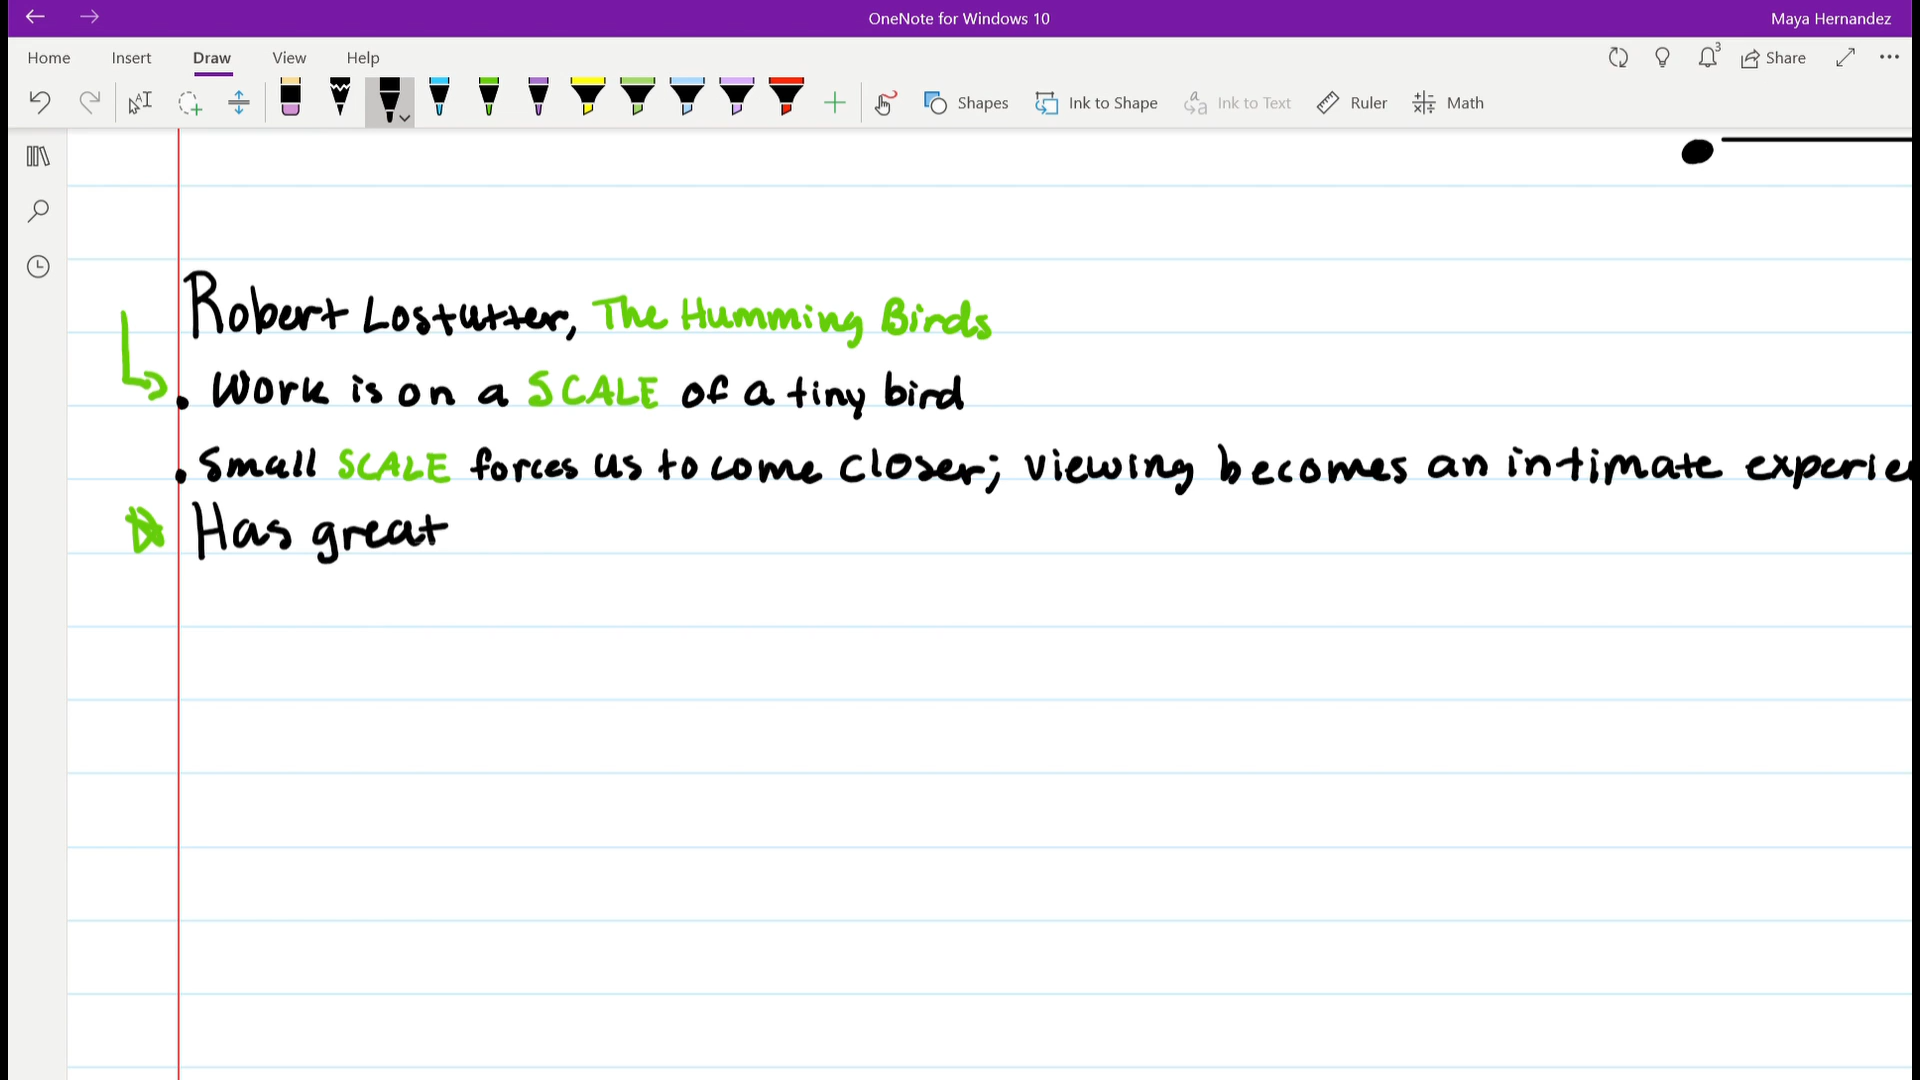 OneNote for Windows 10
Maya Hernandez
Home Insert Draw View Help
3 Share
Shapes Ink to Shape Ink to Text Ruler Math
Robert Lostutter, The Humming Birds
• Work is on a SCALE of a tiny bird
• Small SCALE forces us to come closer; viewing becomes an intimate experie
Has great